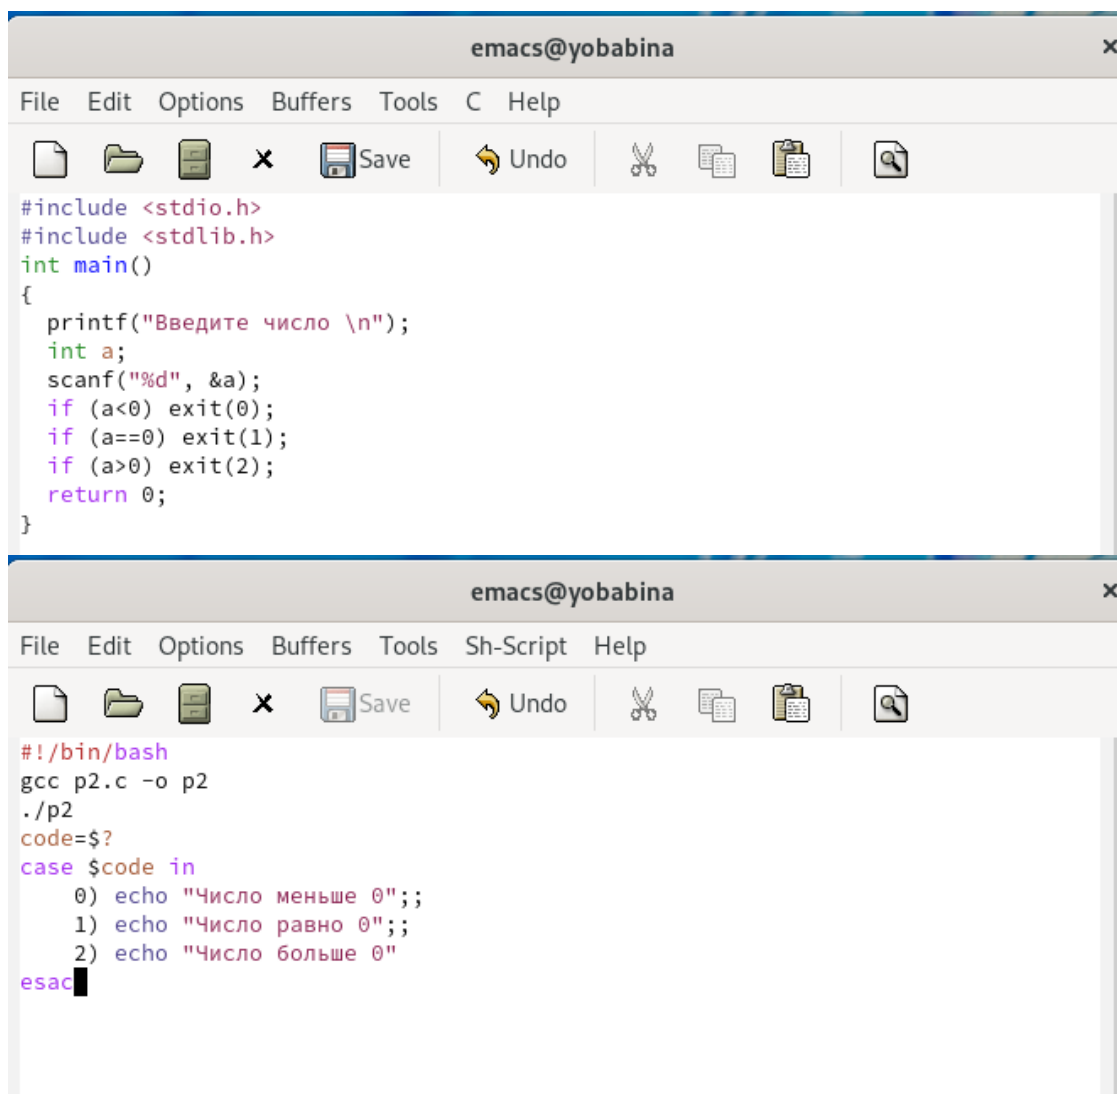 emacs@yobabina
File Edit Options Buffers Tools C Help
Save Undo
#include <stdio.h>
#include <stdlib.h>
int main()
{
  printf("Введите число \n");
  int a;
  scanf("%d", &a);
  if (a<0) exit(0);
  if (a==0) exit(1);
  if (a>0) exit(2);
  return 0;
}
emacs@yobabina
File Edit Options Buffers Tools Sh-Script Help
Save Undo
#!/bin/bash
gcc p2.c -o p2
./p2
code=$?
case $code in
    0) echo "Число меньше 0";;
    1) echo "Число равно 0";;
    2) echo "Число больше 0"
esac